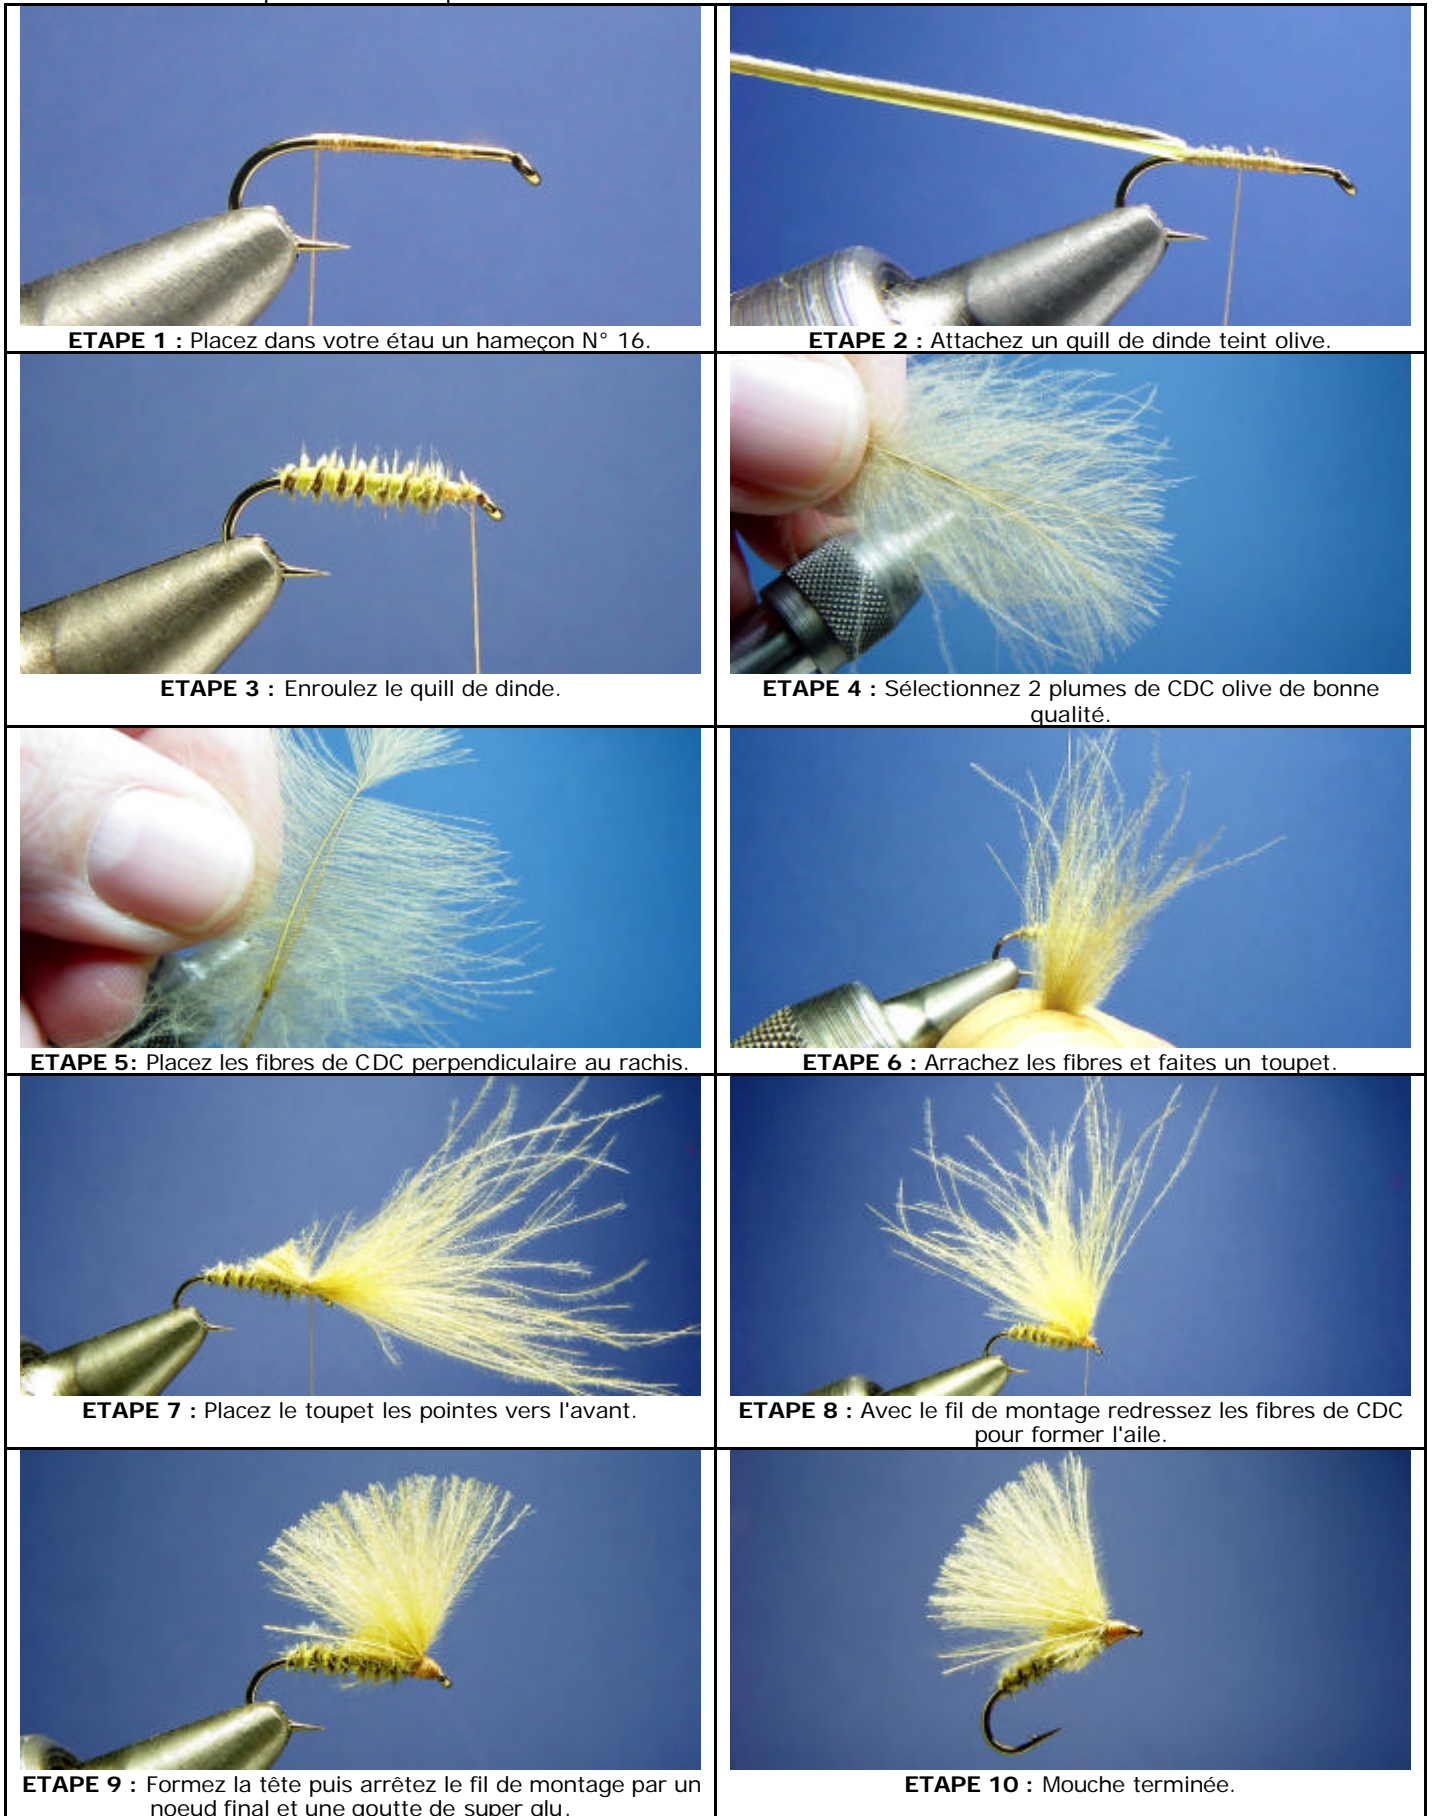 ETAPE 1 : Placez dans votre étau un hameçon N° 16.
ETAPE 2 : Attachez un quill de dinde teint olive.
ETAPE 3 : Enroulez le quill de dinde.
ETAPE 4 : Sélectionnez 2 plumes de CDC olive de bonne
qualité.
ETAPE 5: Placez les fibres de CDC perpendiculaire au rachis.
ETAPE 6 : Arrachez les fibres et faites un toupet.
ETAPE 7 : Placez le toupet les pointes vers l'avant.
ETAPE 8 : Avec le fil de montage redressez les fibres de CDC
pour former l'aile.
ETAPE 9 : Formez la tête puis arrêtez le fil de montage par un
noeud final et une goutte de super glu.
ETAPE 10 : Mouche terminée.